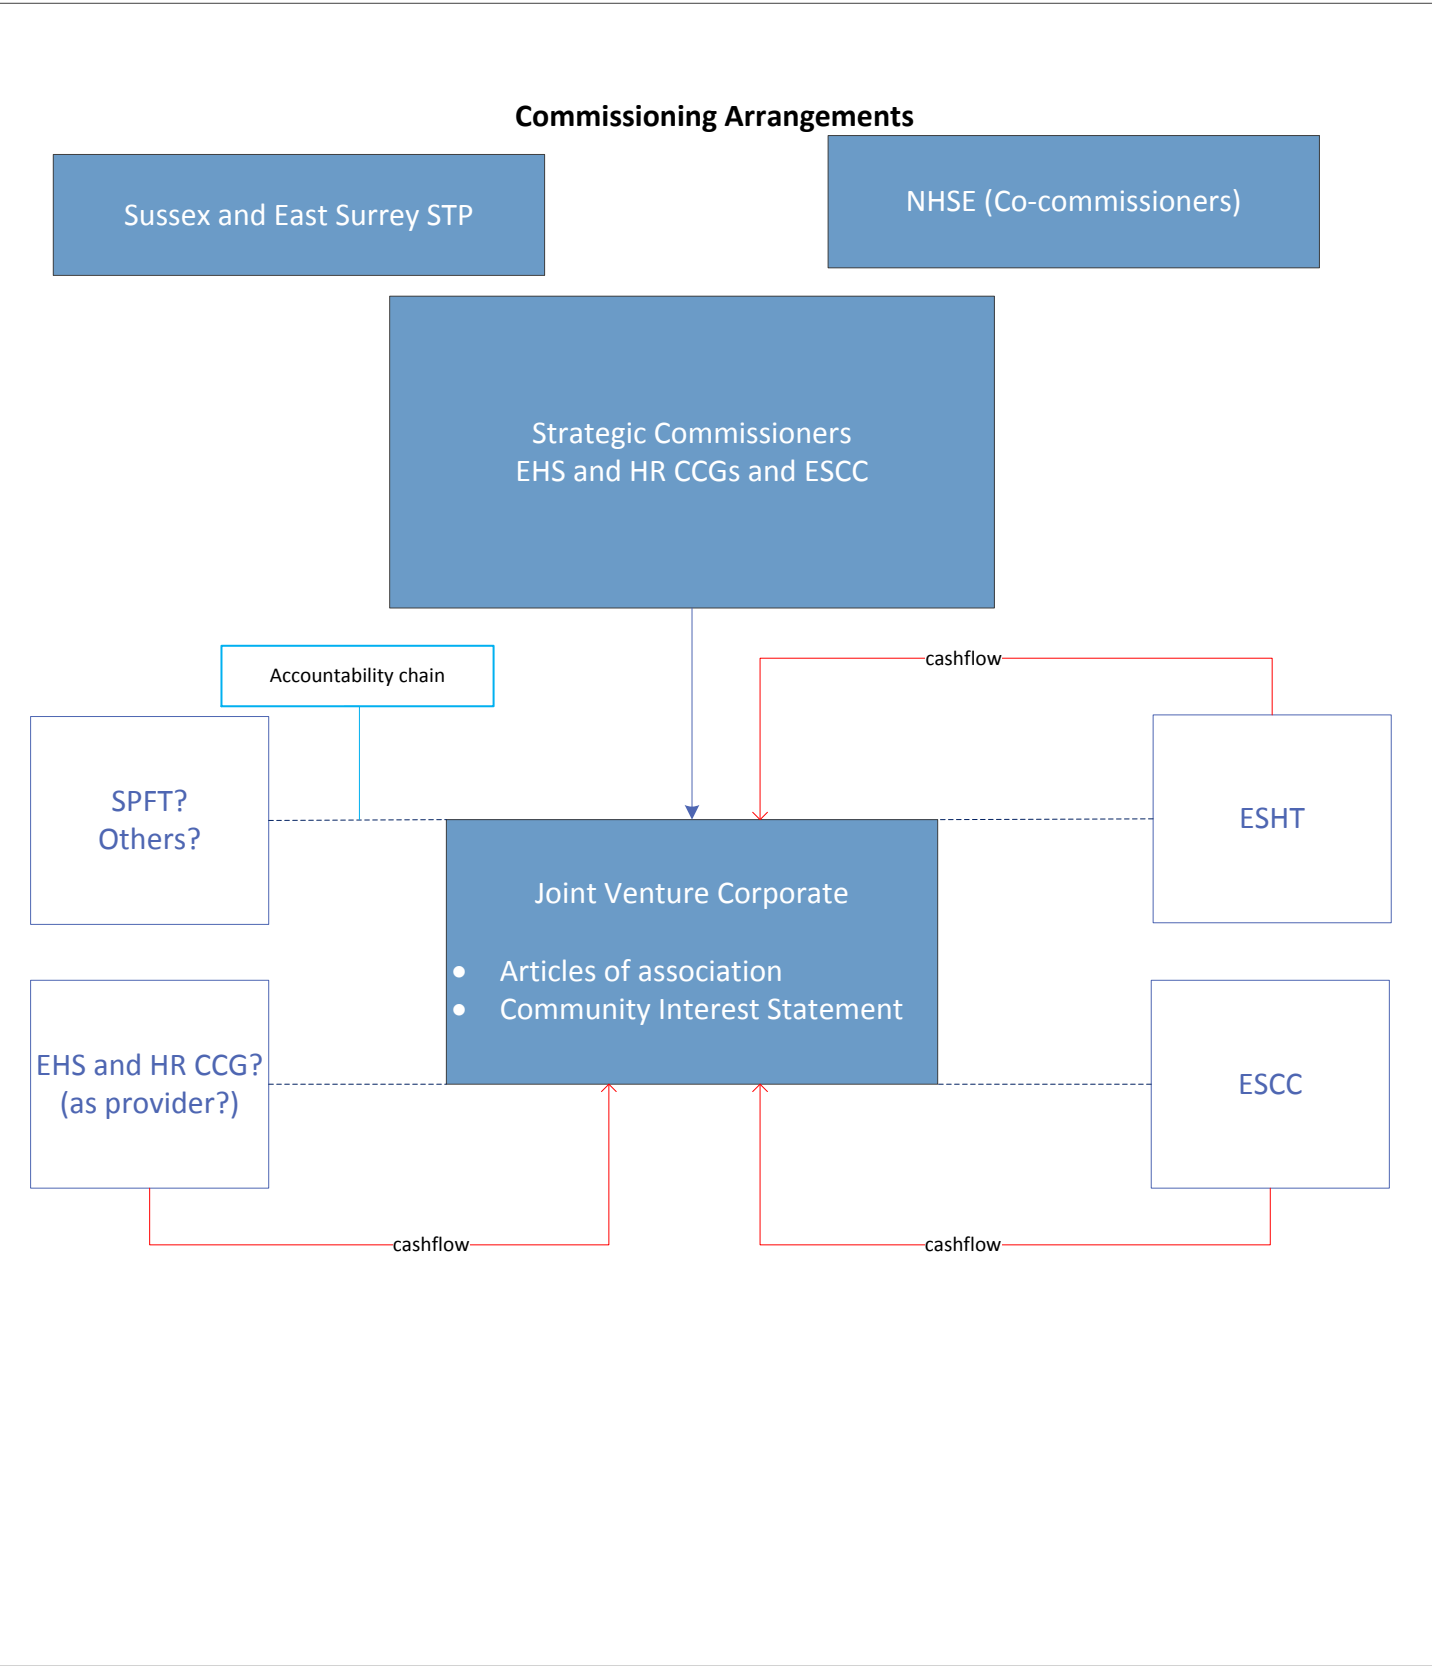 Commissioning Arrangements
Sussex and East Surrey STP
NHSE (Co-commissioners)
Strategic Commissioners
EHS and HR CCGs and ESCC
cashflow
Accountability chain
SPFT?
Others?
ESHT
Joint Venture Corporate
• Articles of association
• Community Interest Statement
EHS and HR CCG?
(as provider?)
ESCC
cashflow
cashflow